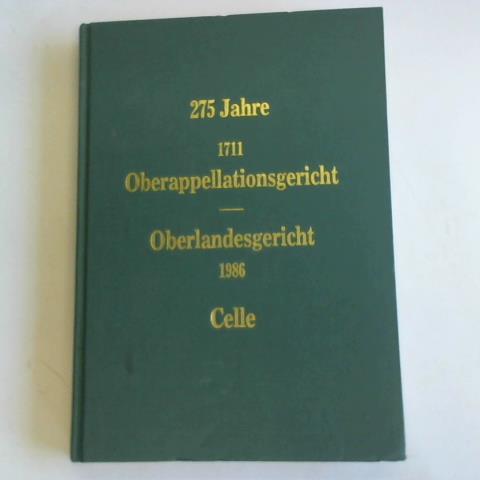 275 Jahre
1711
Oberappellationsgericht
—
Oberlandesgericht
1986
Celle